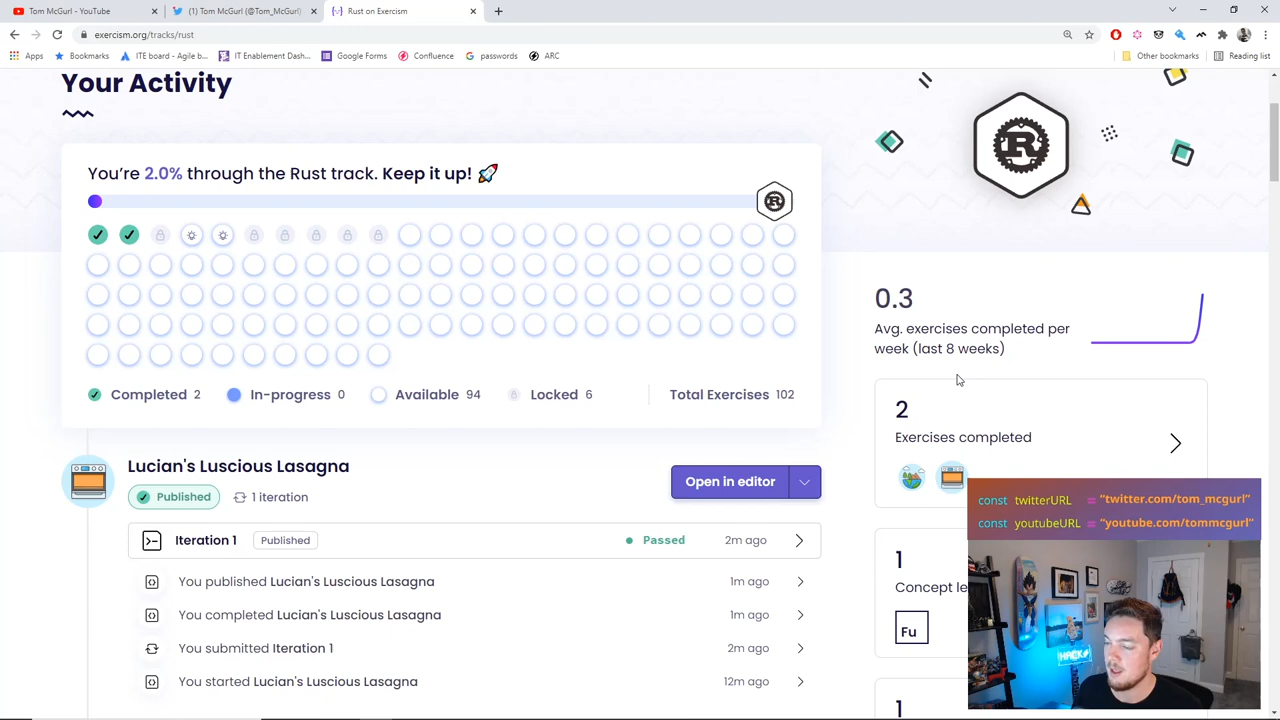 Tom McGurl - YouTube
(1) Tom McGurl (@Tom_McGurl)
Rust on Exercism
exercism.org/tracks/rust
Apps
Bookmarks
ITE board - Agile b...
IT Enablement Dash...
Google Forms
Confluence
passwords
ARC
Other bookmarks
Reading list
Your Activity
You're 2.0% through the Rust track. Keep it up! 🚀
R
R
Completed 2
In-progress 0
Available 94
Locked 6
Total Exercises 102
0.3
Avg. exercises completed per
week (last 8 weeks)
2
Exercises completed
Lucian's Luscious Lasagna
Open in editor
Published
1 iteration
Iteration 1
Published
Passed
2m ago
You published Lucian's Luscious Lasagna
1m ago
You completed Lucian's Luscious Lasagna
1m ago
You submitted Iteration 1
2m ago
You started Lucian's Luscious Lasagna
12m ago
const twitterURL = "twitter.com/tom_mcgurl"
const youtubeURL = "youtube.com/tommcgurl"
1
Concept le
Fu
HACK
1